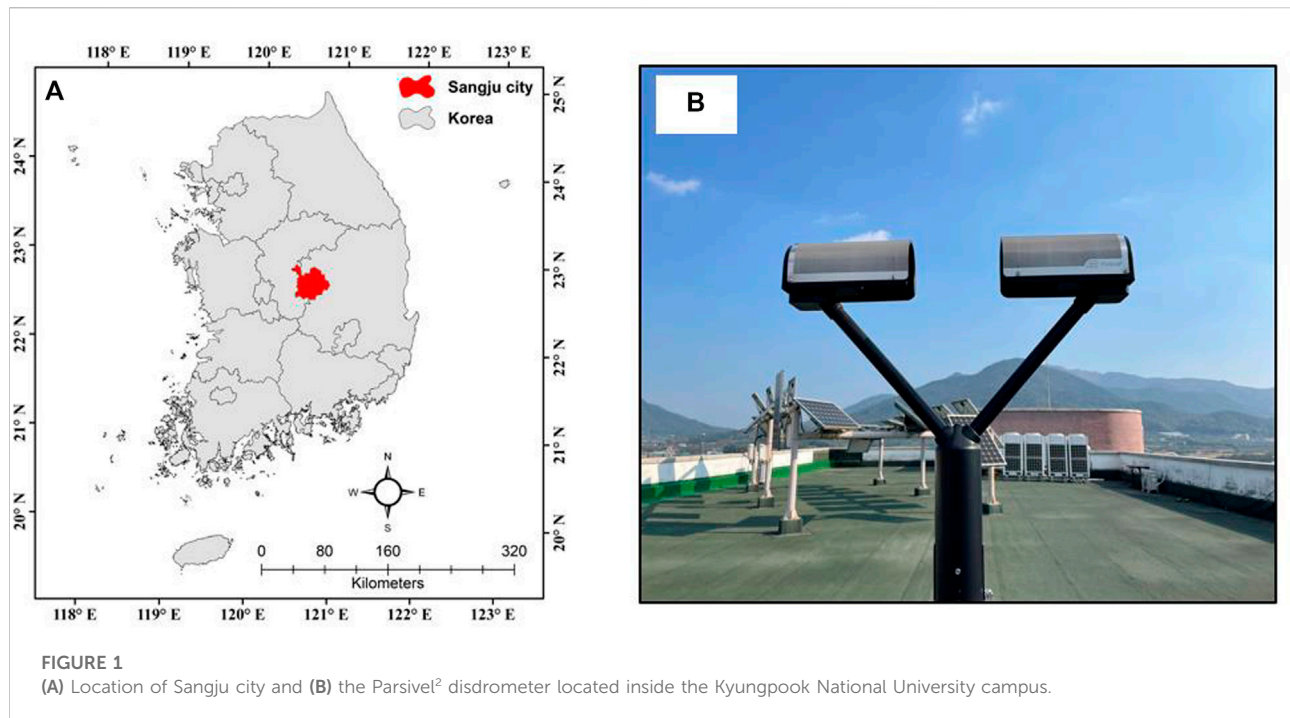 118° E 119° E 120° E 121° E 122° E 123° E
A
Sangju city
Korea
25° N
24° N
24° N
23° N
23° N
22° N
22° N
21° N
21° N
20° N
20° N
N
W E
S
0 80 160 320
Kilometers
118° E 119° E 120° E 121° E 122° E 123° E
B
FIGURE 1
(A) Location of Sangju city and (B) the Parsivel² disdrometer located inside the Kyungpook National University campus.